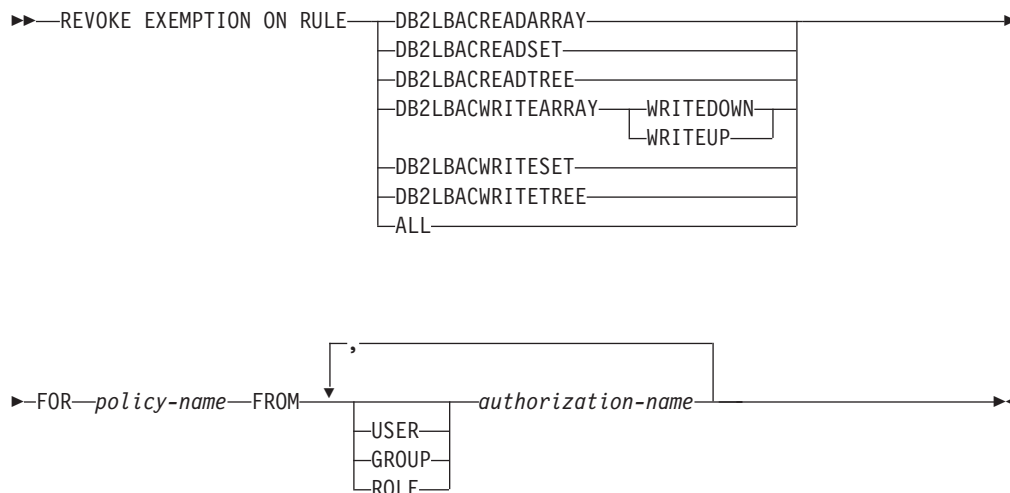 REVOKE EXEMPTION ON RULE DB2LBACREADARRAY
DB2LBACREADSET
DB2LBACREADTREE
DB2LBACWRITEARRAY WRITEDOWN
WRITEUP
DB2LBACWRITESET
DB2LBACWRITETREE
ALL
,
FOR policy-name FROM authorization-name
USER
GROUP
ROLE